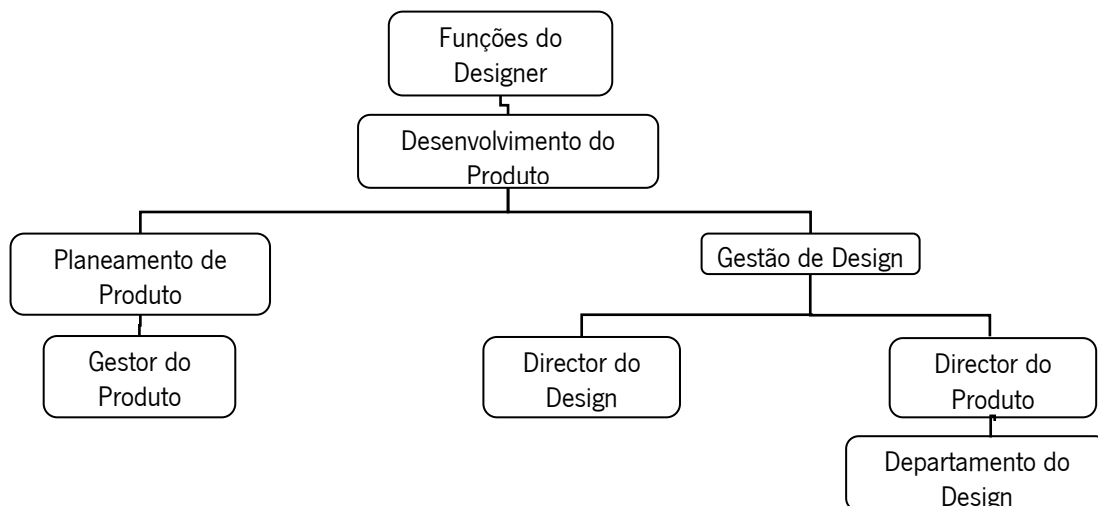 Funções do
Designer
Desenvolvimento do
Produto
Planeamento de
Produto
Gestão de Design
Gestor do
Produto
Director do
Design
Director do
Produto
Departamento do
Design